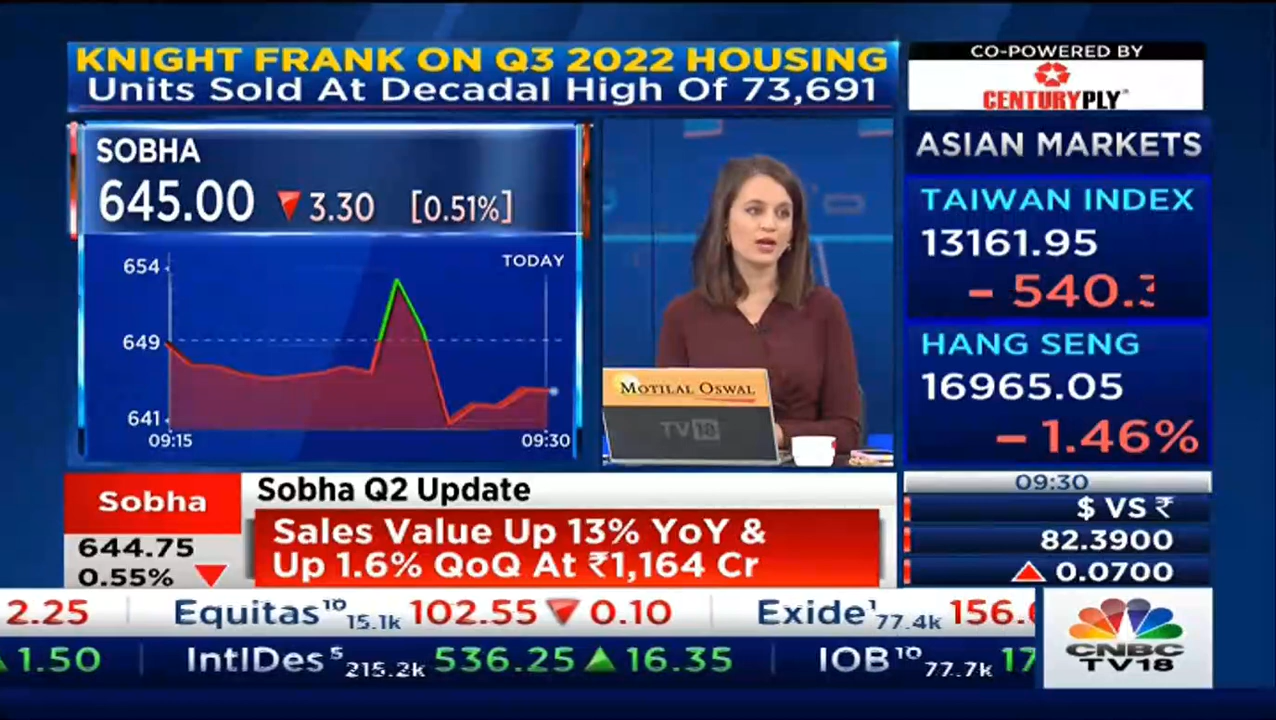 KNIGHT FRANK ON Q3 2022 HOUSING
Units Sold At Decadal High Of 73,691
CO-POWERED BY
CENTURYPLY
SOBHA
645.00 ▼ 3.30 [0.51%]
TODAY
654
649
641
09:15
09:30
MOTILAL OSWAL
TV18
ASIAN MARKETS
TAIWAN INDEX
13161.95
- 540.3
HANG SENG
16965.05
- 1.46%
Sobha
644.75
0.55% ▼
Sobha Q2 Update
Sales Value Up 13% YoY &
Up 1.6% QoQ At ₹1,164 Cr
09:30
$ VS ₹
82.3900
▲ 0.0700
2.25 Equitas 10 15.1k 102.55 ▼ 0.10 Exide 1 77.4k 156.6
▲ 1.50 IntlDes 5 215.2k 536.25 ▲ 16.35 IOB 10 77.7k 17
CNBC
TV18